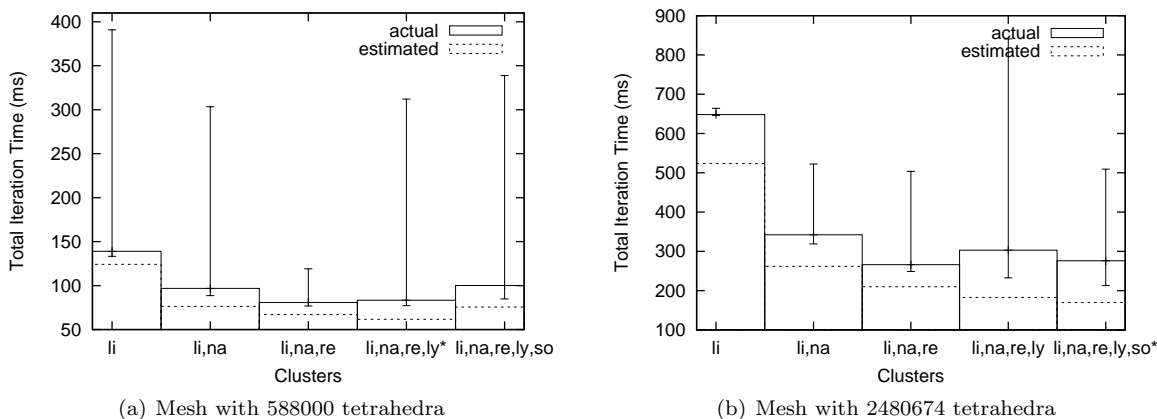 400
350
300
250
200
150
100
50
Total Iteration Time (ms)
actual
estimated
li
li,na
li,na,re
li,na,re,ly*
li,na,re,ly,so
Clusters
(a) Mesh with 588000 tetrahedra
900
800
700
600
500
400
300
200
100
Total Iteration Time (ms)
actual
estimated
li
li,na
li,na,re
li,na,re,ly
li,na,re,ly,so*
Clusters
(b) Mesh with 2480674 tetrahedra